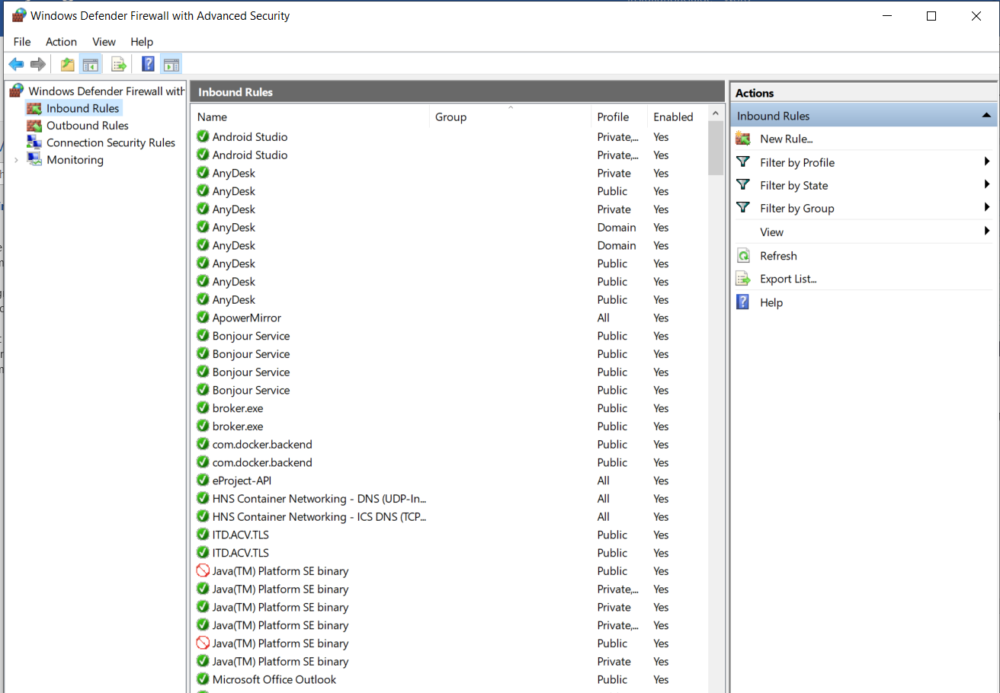 Windows Defender Firewall with Advanced Security
File Action View Help
Windows Defender Firewall with
Inbound Rules
Outbound Rules
Connection Security Rules
Monitoring
Inbound Rules
Name Group Profile Enabled
Android Studio Private,... Yes
Android Studio Private,... Yes
AnyDesk Private Yes
AnyDesk Public Yes
AnyDesk Private Yes
AnyDesk Domain Yes
AnyDesk Domain Yes
AnyDesk Public Yes
AnyDesk Public Yes
AnyDesk Public Yes
ApowerMirror All Yes
Bonjour Service Public Yes
Bonjour Service Public Yes
Bonjour Service Public Yes
Bonjour Service Public Yes
broker.exe Public Yes
broker.exe Public Yes
com.docker.backend Public Yes
com.docker.backend Public Yes
eProject-API All Yes
HNS Container Networking - DNS (UDP-In... All Yes
HNS Container Networking - ICS DNS (TCP... All Yes
ITD.ACV.TLS Public Yes
ITD.ACV.TLS Public Yes
Java(TM) Platform SE binary Public Yes
Java(TM) Platform SE binary Private,... Yes
Java(TM) Platform SE binary Private Yes
Java(TM) Platform SE binary Private,... Yes
Java(TM) Platform SE binary Public Yes
Java(TM) Platform SE binary Private Yes
Microsoft Office Outlook Public Yes
Actions
Inbound Rules
New Rule...
Filter by Profile
Filter by State
Filter by Group
View
Refresh
Export List...
Help